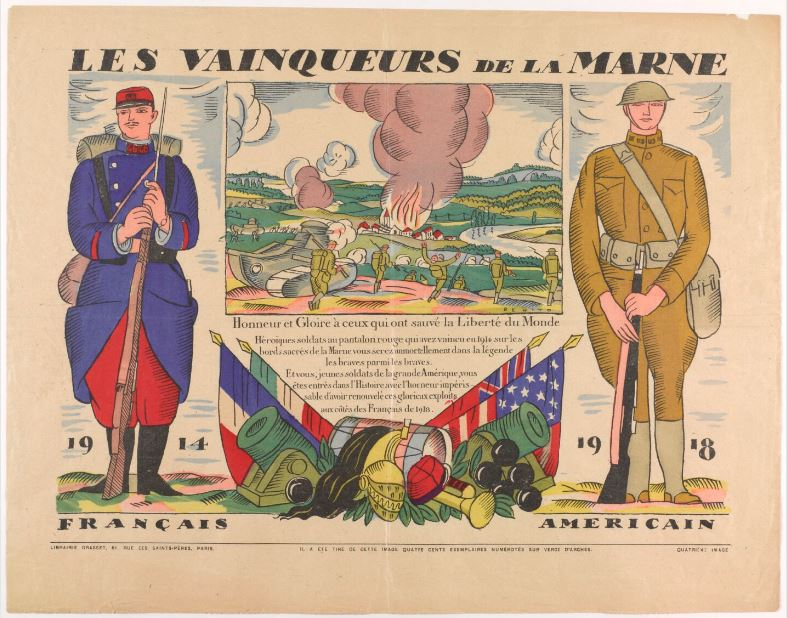 LES VAINQUEURS DE LA MARNE
BENITO
Honneur et Gloire à ceux qui ont sauvé la Liberté du Monde
Héroïques soldats au pantalon rouge qui avez vaincu en 1914 sur les
bords sacrés de la Marne vous serez immortellement dans la légende
les braves parmi les braves.
Et vous, jeunes soldats de la grande Amérique, vous
êtes entrés dans l'Histoire avec l'honneur impéris-
sable d'avoir renouvelé ces glorieux exploits
aux côtés des Français de 1918.
19 14
19 18
FRANÇAIS
AMERICAIN
LIBRAIRIE GRASSET, 61, RUE DES SAINTS-PÈRES, PARIS.
IL A ÉTÉ TIRÉ DE CETTE IMAGE QUATRE CENTS EXEMPLAIRES NUMÉROTÉS SUR VERGÉ D'ARCHES.
QUATRIÈME IMAGE